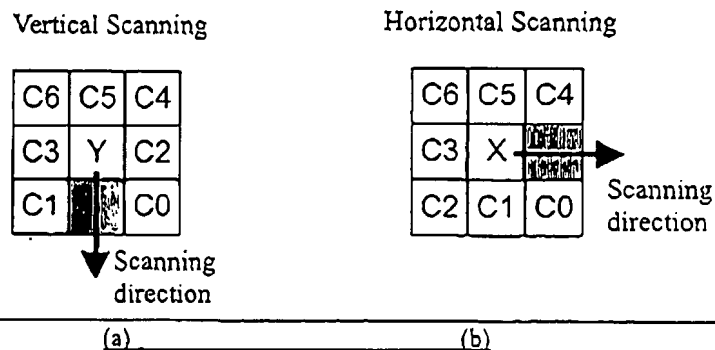 Vertical Scanning
Horizontal Scanning
C6 C5 C4
C3 Y C2
C1 C0
Scanning
direction
C6 C5 C4
C3 X
C2 C1 C0
Scanning
direction
(a)
(b)